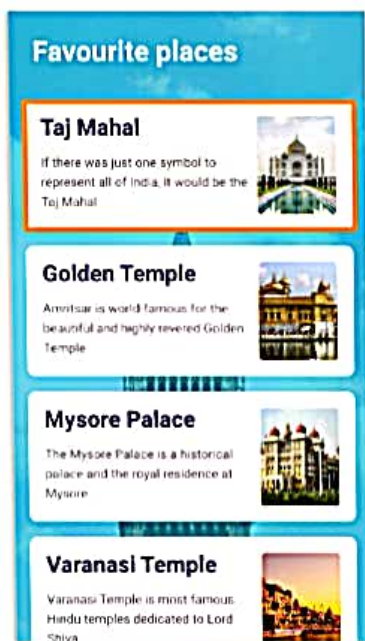 Favourite places
Taj Mahal
If there was just one symbol to
represent all of India, it would be the
Taj Mahal
Golden Temple
Amritsar is world famous for the
beautiful and highly revered Golden
Temple
Mysore Palace
The Mysore Palace is a historical
palace and the royal residence at
Mysore
Varanasi Temple
Varanasi Temple is most famous
Hindu temples dedicated to Lord
Shiva